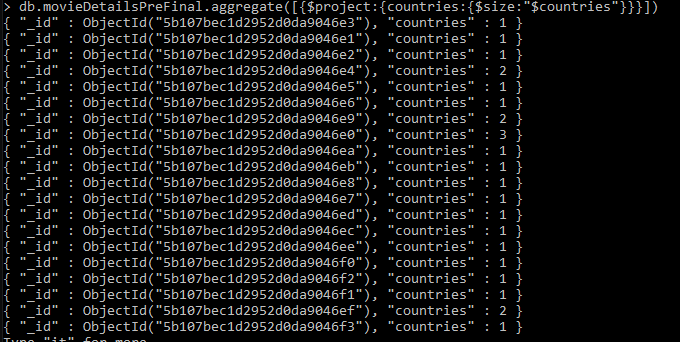 > db.movieDetailsPreFinal.aggregate([{$project:{countries:{$size:"$countries"}}}])
{ "_id" : ObjectId("5b107bec1d2952d0da9046e3"), "countries" : 1 }
{ "_id" : ObjectId("5b107bec1d2952d0da9046e1"), "countries" : 1 }
{ "_id" : ObjectId("5b107bec1d2952d0da9046e2"), "countries" : 1 }
{ "_id" : ObjectId("5b107bec1d2952d0da9046e4"), "countries" : 2 }
{ "_id" : ObjectId("5b107bec1d2952d0da9046e5"), "countries" : 1 }
{ "_id" : ObjectId("5b107bec1d2952d0da9046e6"), "countries" : 1 }
{ "_id" : ObjectId("5b107bec1d2952d0da9046e9"), "countries" : 2 }
{ "_id" : ObjectId("5b107bec1d2952d0da9046e0"), "countries" : 3 }
{ "_id" : ObjectId("5b107bec1d2952d0da9046ea"), "countries" : 1 }
{ "_id" : ObjectId("5b107bec1d2952d0da9046eb"), "countries" : 1 }
{ "_id" : ObjectId("5b107bec1d2952d0da9046e8"), "countries" : 1 }
{ "_id" : ObjectId("5b107bec1d2952d0da9046e7"), "countries" : 1 }
{ "_id" : ObjectId("5b107bec1d2952d0da9046ed"), "countries" : 1 }
{ "_id" : ObjectId("5b107bec1d2952d0da9046ec"), "countries" : 1 }
{ "_id" : ObjectId("5b107bec1d2952d0da9046ee"), "countries" : 1 }
{ "_id" : ObjectId("5b107bec1d2952d0da9046f0"), "countries" : 1 }
{ "_id" : ObjectId("5b107bec1d2952d0da9046f2"), "countries" : 1 }
{ "_id" : ObjectId("5b107bec1d2952d0da9046f1"), "countries" : 1 }
{ "_id" : ObjectId("5b107bec1d2952d0da9046ef"), "countries" : 2 }
{ "_id" : ObjectId("5b107bec1d2952d0da9046f3"), "countries" : 1 }
Type "it" for more